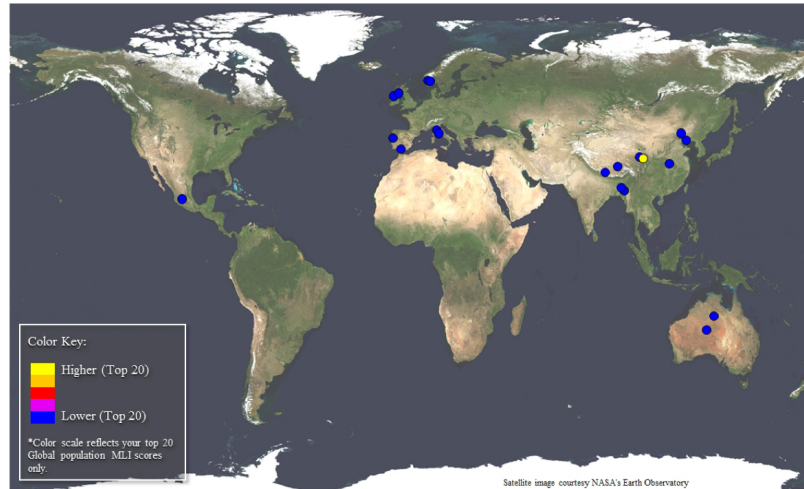 Color Key:
Higher (Top 20)
Lower (Top 20)
*Color scale reflects your top 20
Global population MLI scores
only.
Satellite image courtesy NASA's Earth Observatory